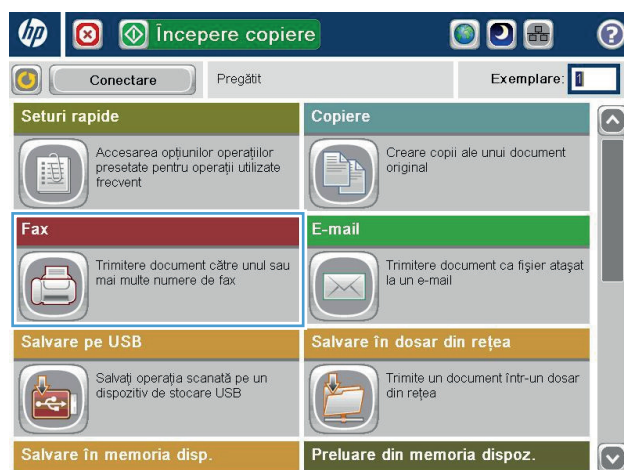 hp
Începere copiere
?
Conectare
Pregătit
Exemplare: 1
Seturi rapide
Accesarea opţiunilor operaţiilor
presetate pentru operaţii utilizate
frecvent
Copiere
Creare copii ale unui document
original
Fax
Trimitere document către unul sau
mai multe numere de fax
E-mail
Trimitere document ca fişier ataşat
la un e-mail
Salvare pe USB
Salvaţi operaţia scanată pe un
dispozitiv de stocare USB
Salvare în dosar din reţea
Trimite un document într-un dosar
din reţea
Salvare în memoria disp.
Preluare din memoria dispoz.